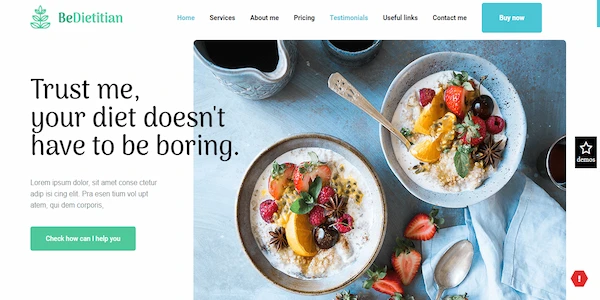 BeDietitian
Home Services About me Pricing Testimonials Useful links Contact me Buy now
Trust me,
your diet doesn't
have to be boring.
Lorem ipsum dolor, sit amet conse ctetur
adip isi cing elit. Pra esen tium vol upt
atem, qui dem corporis,
Check how can I help you
demos
!